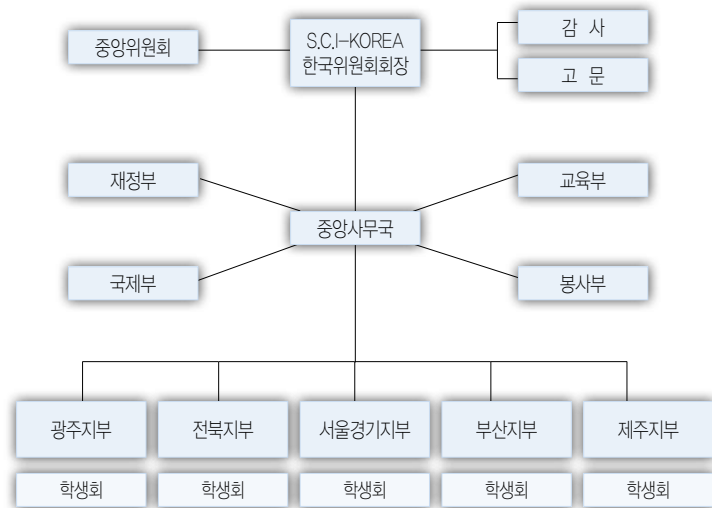 중앙위원회
S.C.I-KOREA
한국위원회회장
감 사
고 문
재정부
교육부
중앙사무국
국제부
봉사부
광주지부
전북지부
서울경기지부
부산지부
제주지부
학생회
학생회
학생회
학생회
학생회